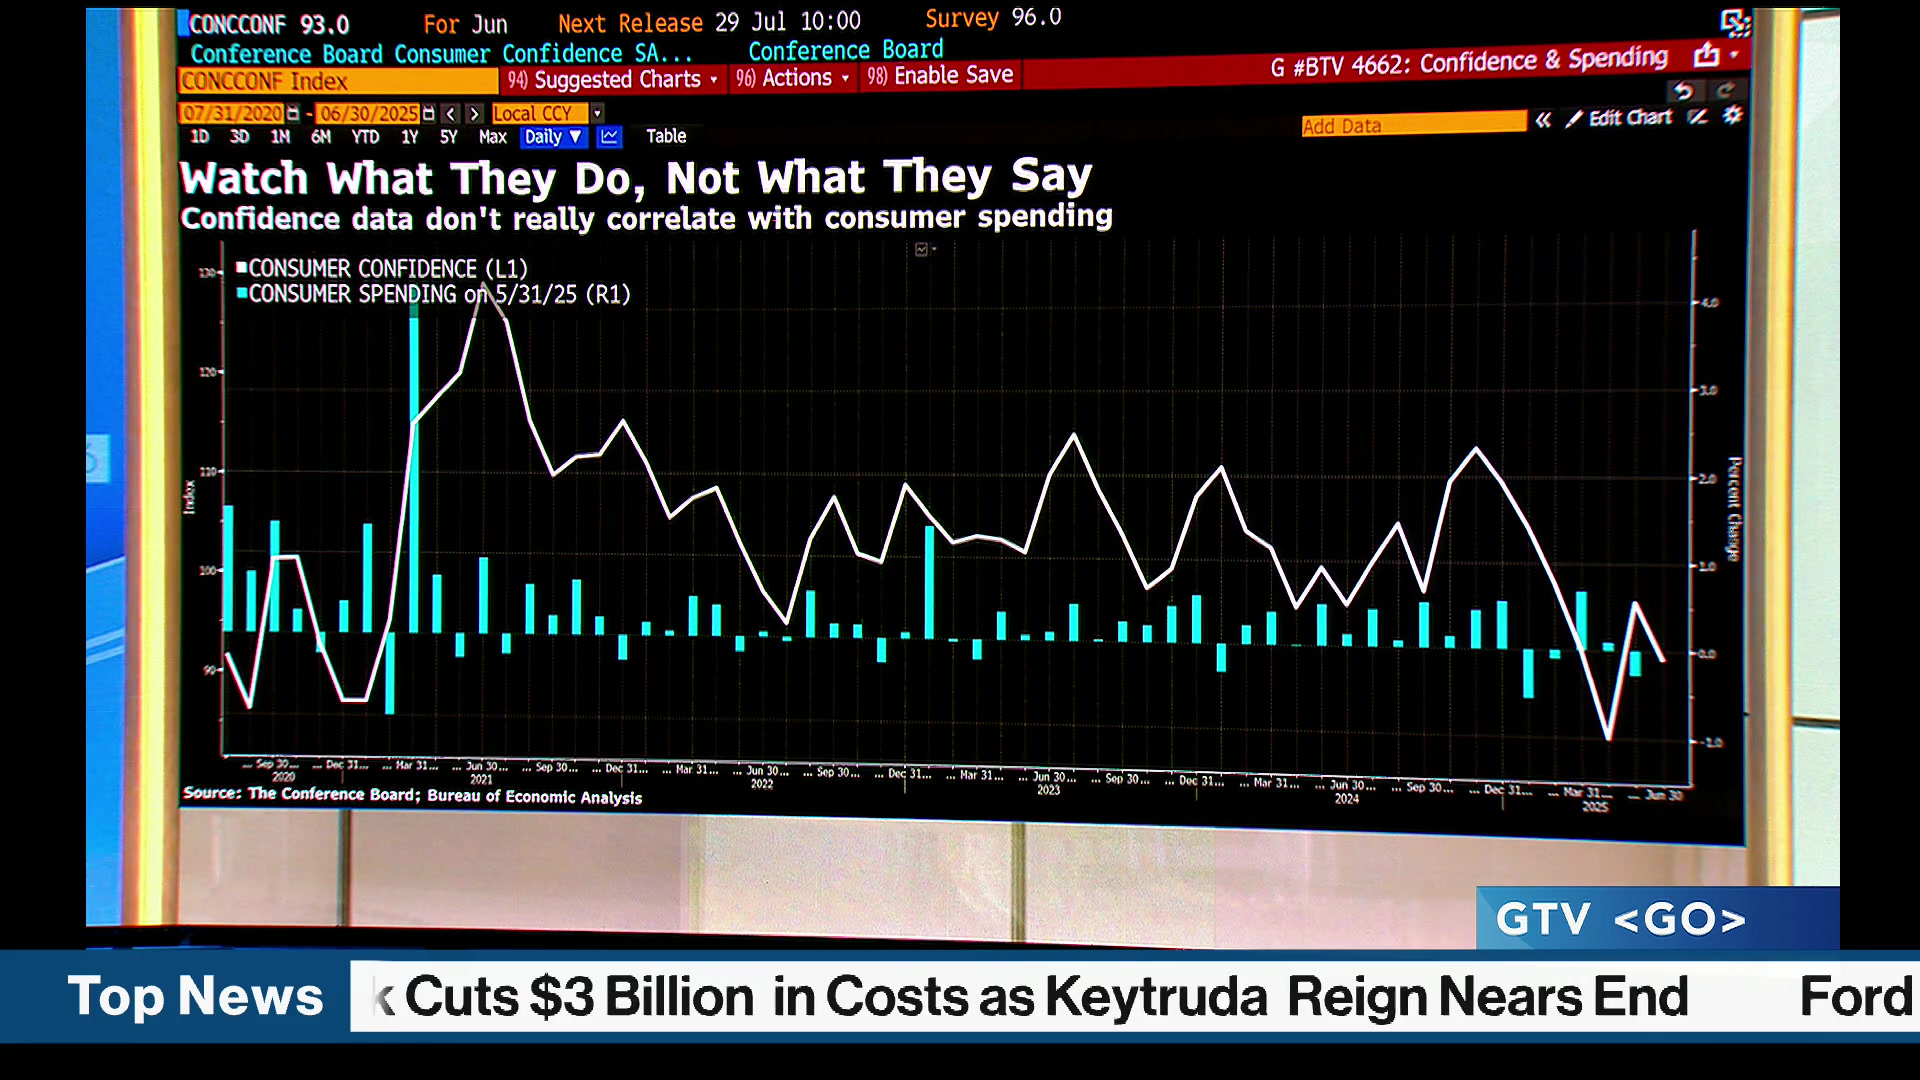 CONCCONF 93.0 For Jun Next Release 29 Jul 10:00 Survey 96.0
Conference Board Consumer Confidence SA... Conference Board
CONCCONF Index 94) Suggested Charts 96) Actions 98) Enable Save G #BTV 4662: Confidence & Spending
07/31/2020 - 06/30/2025 Local CCY Add Data « Edit Chart
1D 3D 1M 6M YTD 1Y 5Y Max Daily ▼ Table
Watch What They Do, Not What They Say
Confidence data don't really correlate with consumer spending
CONSUMER CONFIDENCE (L1)
CONSUMER SPENDING on 5/31/25 (R1)
130
120
110
100
90
Index
4.0
3.0
2.0
1.0
0.0
-1.0
Percent Change
... Sep 30... ... Dec 31... ... Mar 31... ... Jun 30... ... Sep 30... ... Dec 31... ... Mar 31... ... Jun 30... ... Sep 30... ... Dec 31... ... Mar 31... ... Jun 30... ... Sep 30... ... Dec 31... ... Mar 31... ... Jun 30... ... Sep 30... ... Dec 31... ... Mar 31... ... Jun 30
2020 2021 2022 2023 2024 2025
Source: The Conference Board; Bureau of Economic Analysis
GTV <GO>
Top News k Cuts $3 Billion in Costs as Keytruda Reign Nears End Ford